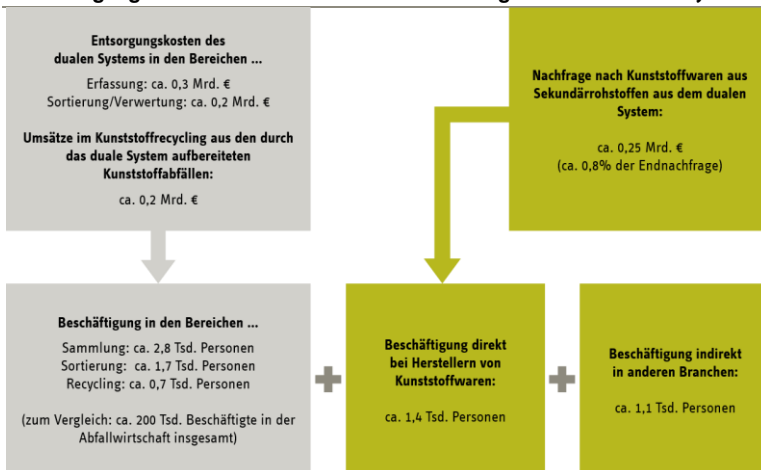 Entsorgungskosten des
dualen Systems in den Bereichen ...
Erfassung: ca. 0,3 Mrd. €
Sortierung/Verwertung: ca. 0,2 Mrd. €
Umsätze im Kunststoffrecycling aus den durch
das duale System aufbereiteten
Kunststoffabfällen:
ca. 0,2 Mrd. €
Nachfrage nach Kunststoffwaren aus
Sekundärrohstoffen aus dem dualen
System:
ca. 0,25 Mrd. €
(ca. 0,8% der Endnachfrage)
Beschäftigung in den Bereichen ...
Sammlung: ca. 2,8 Tsd. Personen
Sortierung: ca. 1,7 Tsd. Personen
Recycling: ca. 0,7 Tsd. Personen
(zum Vergleich: ca. 200 Tsd. Beschäftigte in der
Abfallwirtschaft insgesamt)
+
Beschäftigung direkt
bei Herstellern von
Kunststoffwaren:
ca. 1,4 Tsd. Personen
+
Beschäftigung indirekt
in anderen Branchen:
ca. 1,1 Tsd. Personen